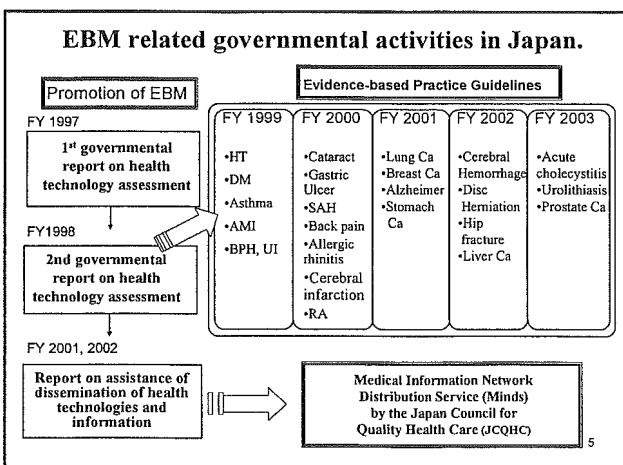 EBM related governmental activities in Japan.
Promotion of EBM
FY 1997
1st governmental
report on health
technology assessment
FY1998
2nd governmental
report on health
technology assessment
FY 2001, 2002
Report on assistance of
dissemination of health
technologies and
information
Evidence-based Practice Guidelines
FY 1999
•HT
•DM
•Asthma
•AMI
•BPH, UI
FY 2000
•Cataract
•Gastric
Ulcer
•SAH
•Back pain
•Allergic
rhinitis
•Cerebral
infarction
•RA
FY 2001
•Lung Ca
•Breast Ca
•Alzheimer
•Stomach
Ca
FY 2002
•Cerebral
Hemorrhage
•Disc
Herniation
•Hip
fracture
•Liver Ca
FY 2003
•Acute
cholecystitis
•Urolithiasis
•Prostate Ca
Medical Information Network
Distribution Service (Minds)
by the Japan Council for
Quality Health Care (JCQHC)
5